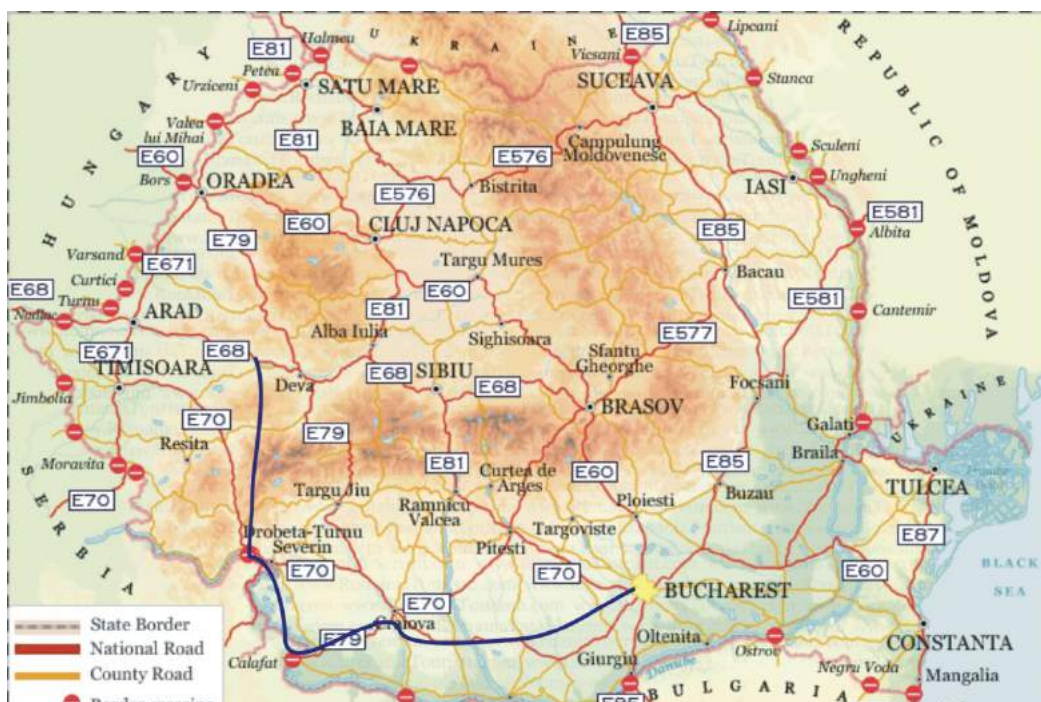 E85
Lipcani
REPUBLIC OF MOLDOVA
UKRAINE
Halmeu
E81
Vicsani
HUNGARY
Petea
SUCEAVA
Stanca
Urziceni
SATU MARE
Valea
lui Mihai
BAIA MARE
E81
Campulung
Moldovenesc
Sculeni
E60
E576
Bors
ORADEA
Bistrita
IASI
Ungheni
E576
E60
CLUJ NAPOCA
E581
Albita
E79
E85
Varsand
E671
Targu Mures
Bacau
Curtici
E60
E68
Turnu
E81
E581
Cantemir
Nadlac
ARAD
Alba Iulia
Sighisoara
E577
E671
E68
Sfantu
Gheorghe
TIMISOARA
Deva
E68
SIBIU
E68
Focsani
Jimbolia
BRASOV
UKRAINE
E70
E79
Galati
Resita
Moravita
E81
Curtea de
Arges
E60
E85
Braila
E70
Targu Jiu
Ramnicu
Valcea
Ploiesti
Buzau
TULCEA
SERBIA
Targoviste
Drobeta-Turnu
Severin
Pitesti
E87
E70
E70
E60
BLACK
SEA
BUCHAREST
E70
Craiova
State Border
National Road
County Road
E79
Oltenita
Ostrov
CONSTANTA
Calafat
Giurgiu
Danube
Negru Voda
Mangalia
BULGARIA
Border crossing
E85